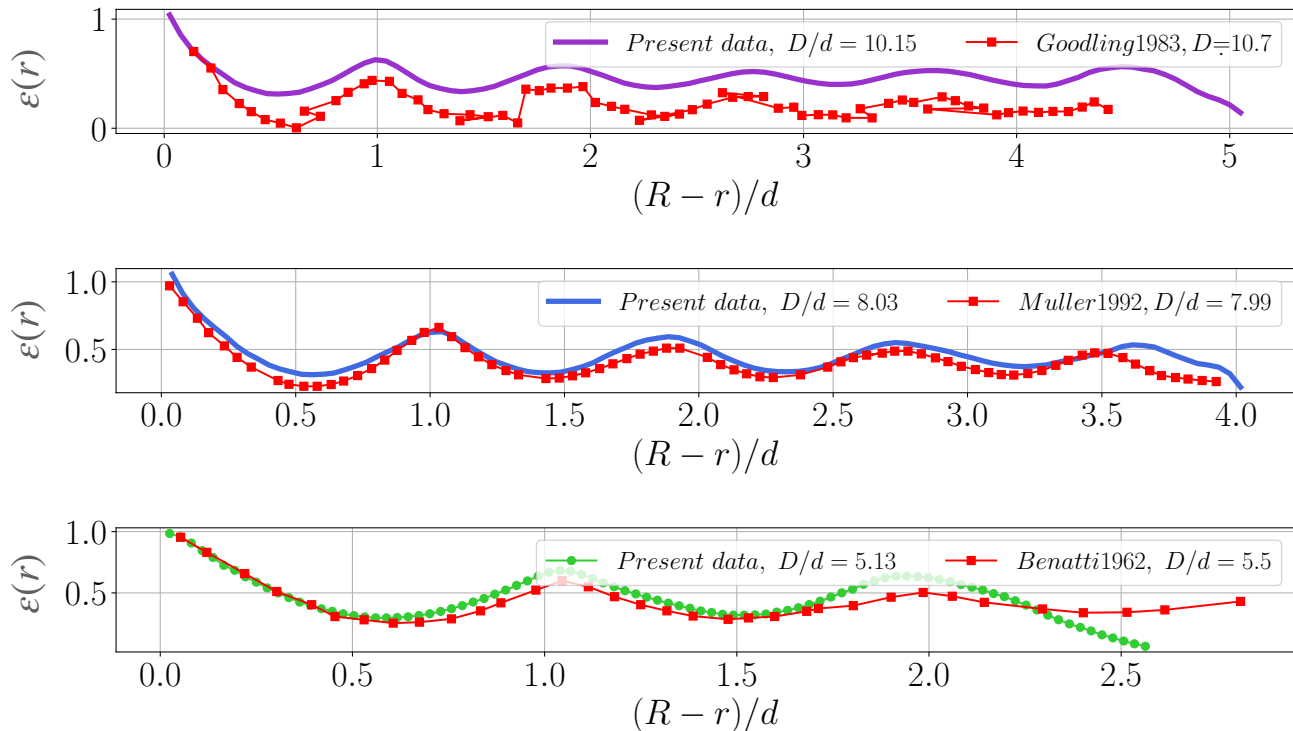 ε(r)
1
0
Present data, D/d = 10.15
Goodling1983, D÷10.7
0 1 2 3 4 5
(R − r)/d
ε(r)
1.0
0.5
Present data, D/d = 8.03
Muller1992, D/d = 7.99
0.0 0.5 1.0 1.5 2.0 2.5 3.0 3.5 4.0
(R − r)/d
ε(r)
1.0
0.5
Present data, D/d = 5.13
Benatti1962, D/d = 5.5
0.0 0.5 1.0 1.5 2.0 2.5
(R − r)/d